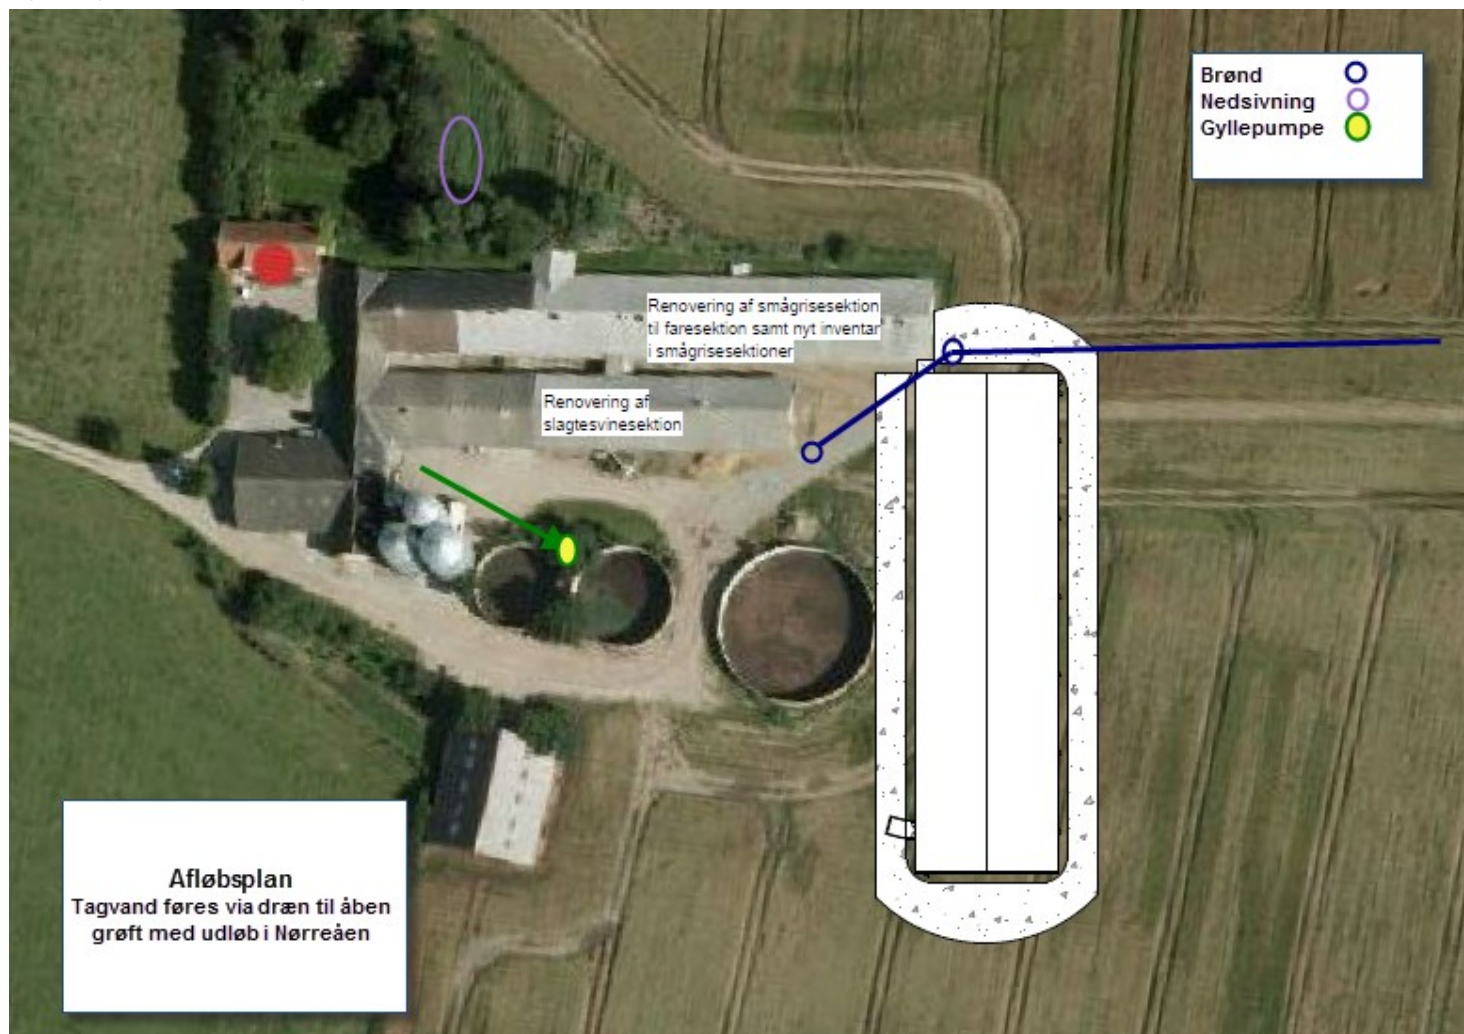 Brønd
Nedsivning
Gyllepumpe
Renovering af smågrisesektion
til faresektion samt nyt inventar
i smågrisesektioner
Renovering af
slagtesvinesektion
Afløbsplan
Tagvand føres via dræn til åben
grøft med udløb i Nørreåen